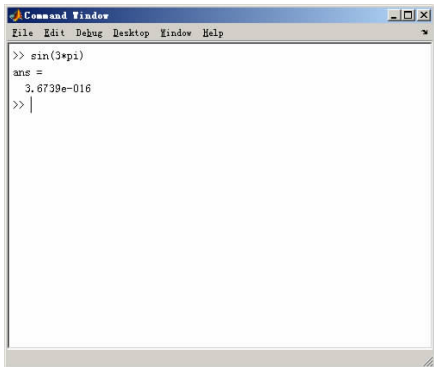 Command Window
File Edit Debug Desktop Window Help
>> sin(3*pi)
ans =
3.6739e-016
>>